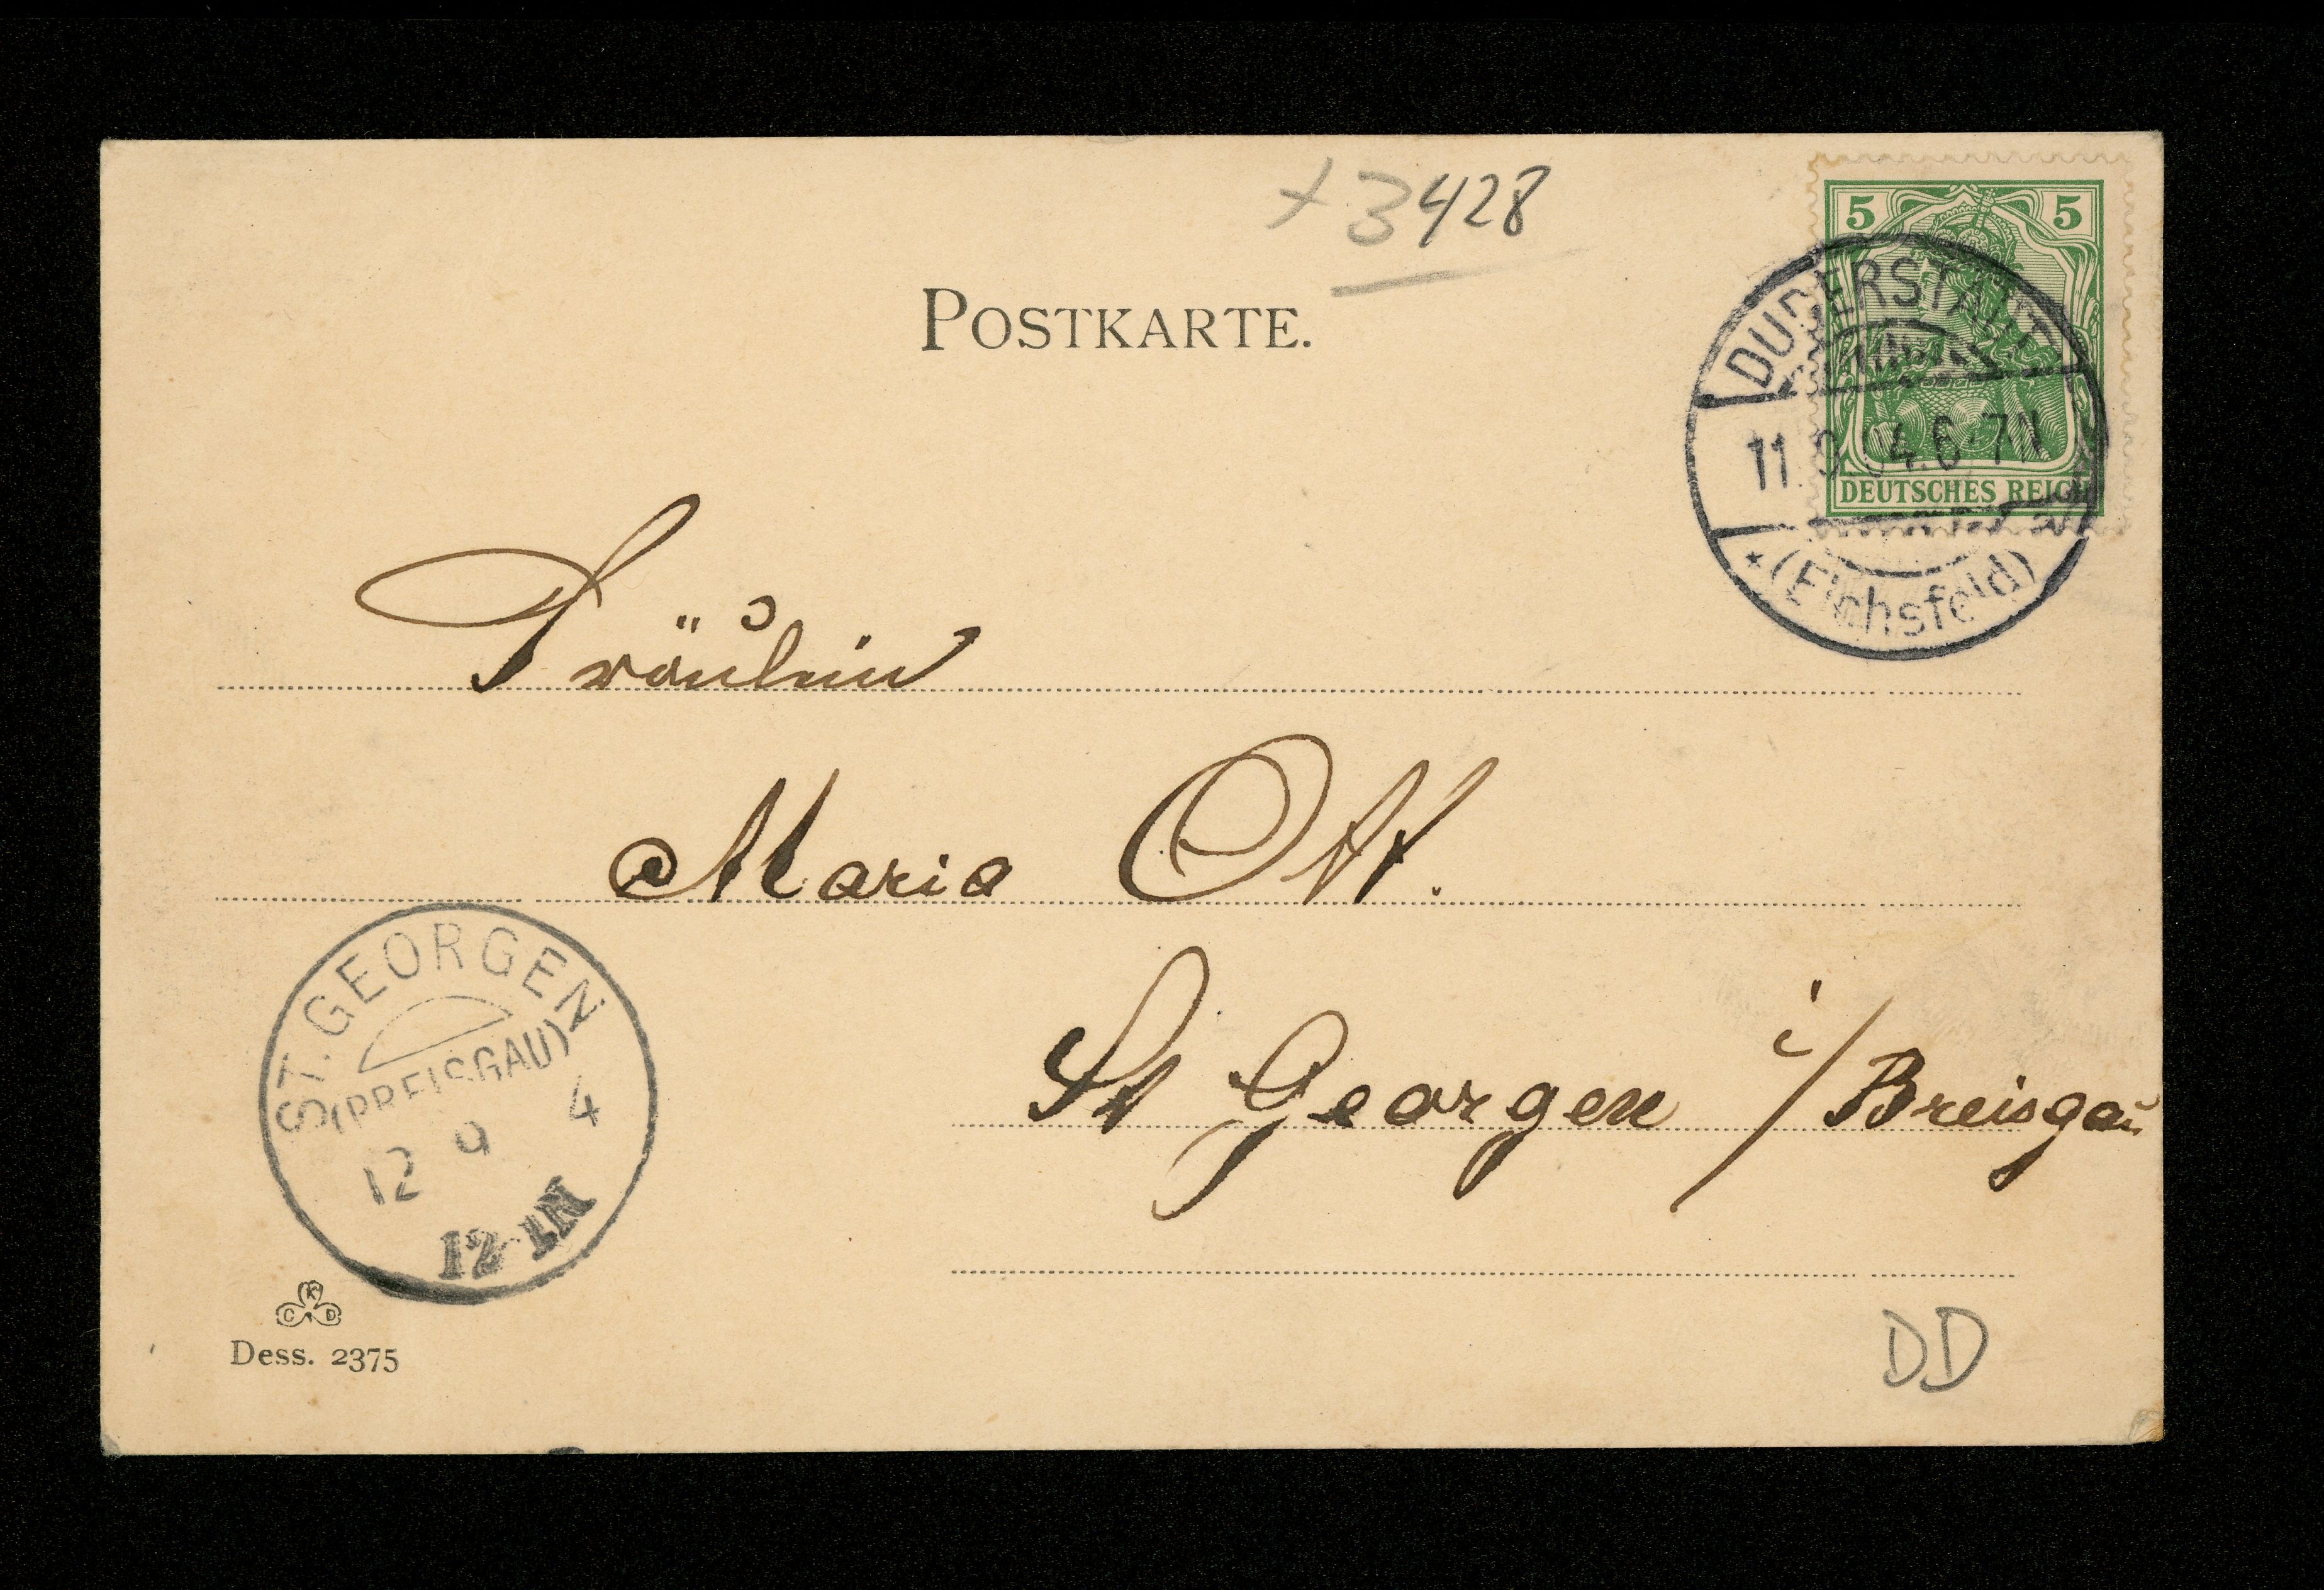 + 3428
POSTKARTE.
5 5
DEUTSCHES REICH
DUDERSTADT
11.9.04.6-7N
* (Eichsfeld)
Fräulein
Maria Ott.
St Georgen i/Breisgau
ST. GEORGEN
(BREISGAU)
12 9 4
12-1N
C K D
Dess. 2375
DD